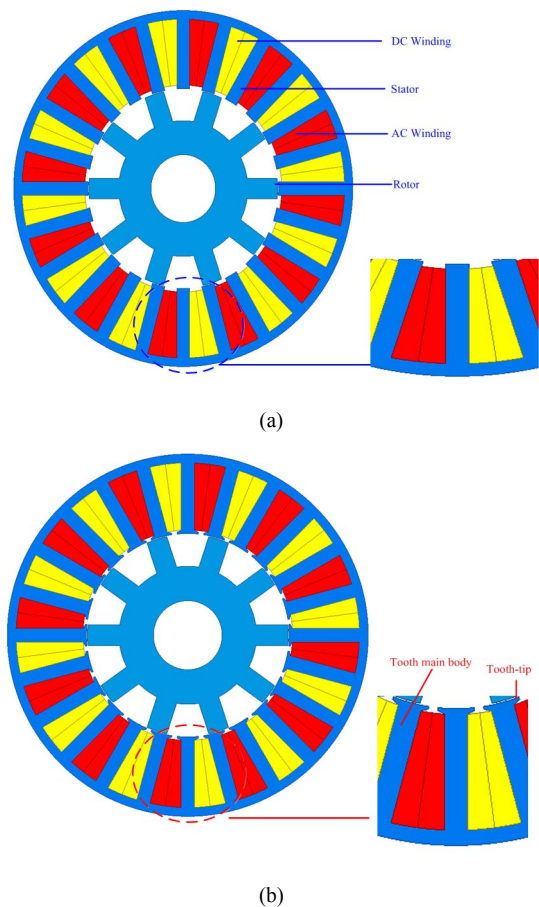 DC Winding
Stator
AC Winding
Rotor
(a)
Tooth main body
Tooth-tip
(b)